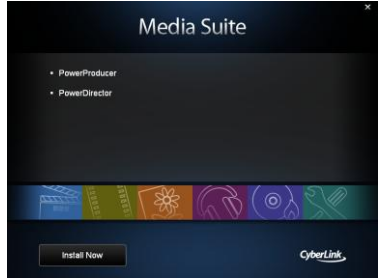 Media Suite
• PowerProducer
• PowerDirector
Install Now
CyberLink